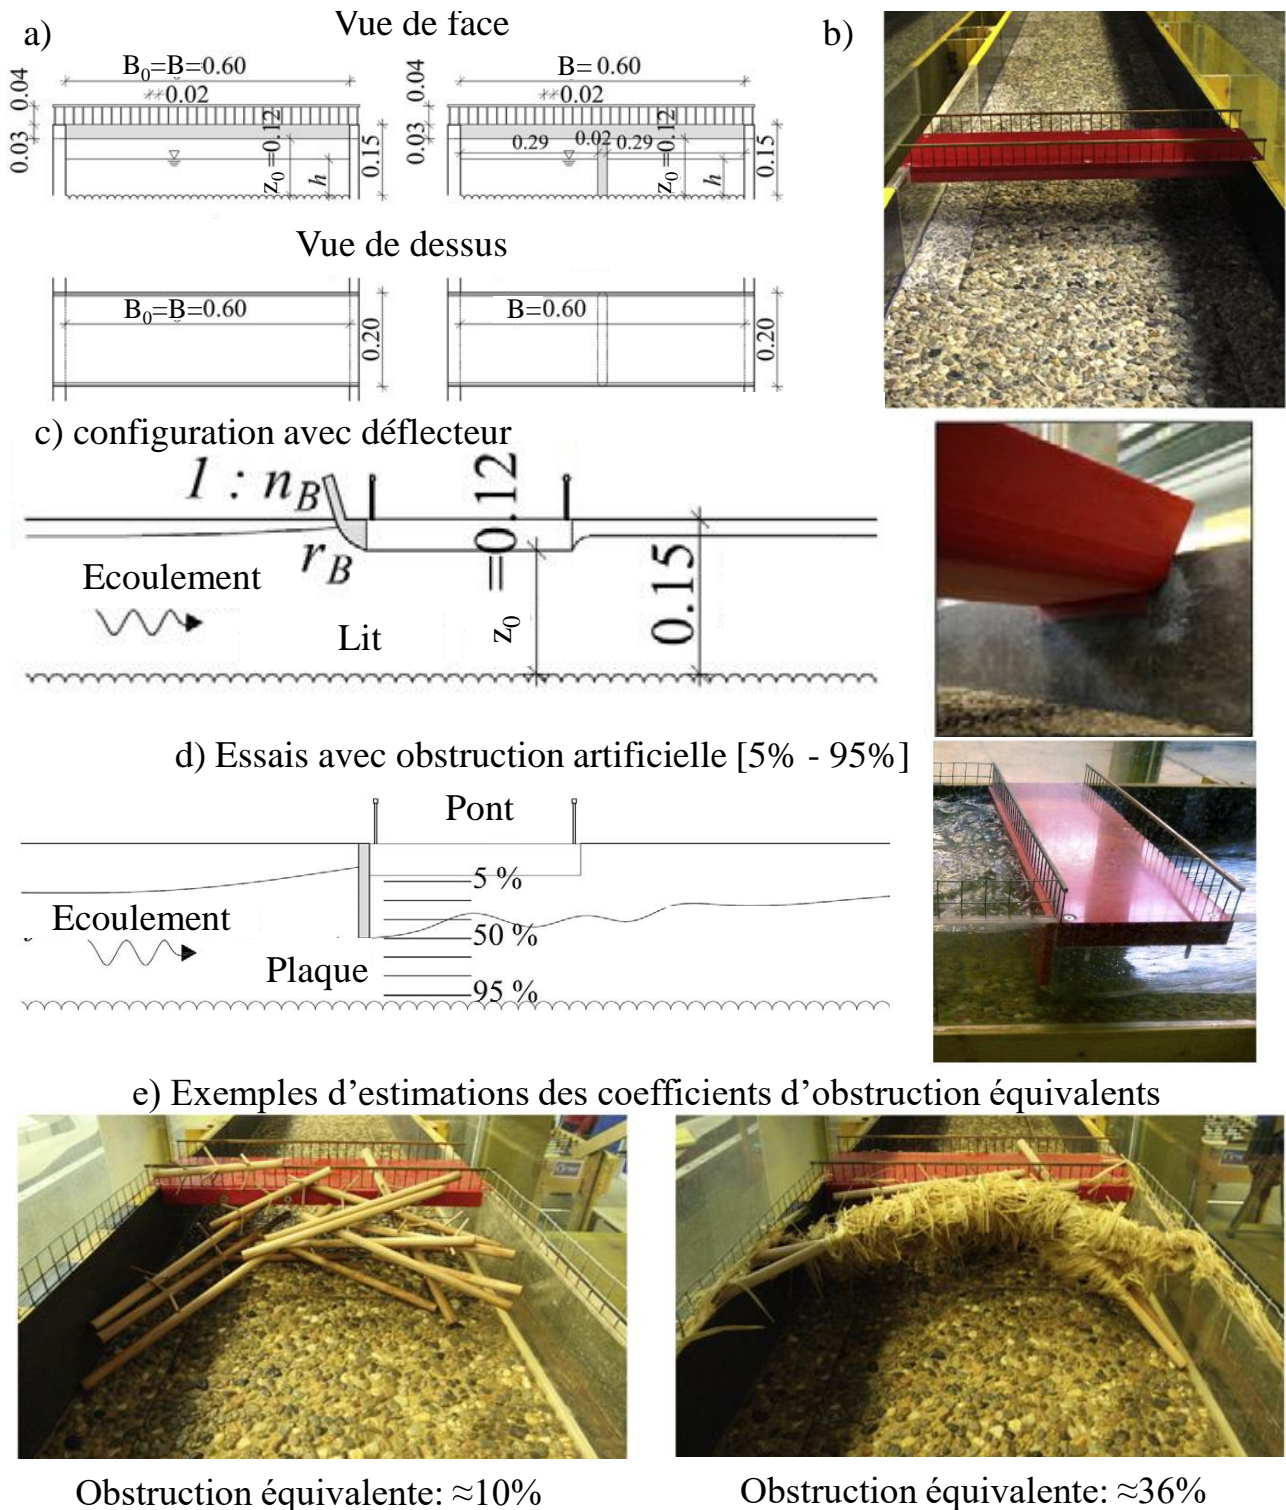 a)
Vue de face
b)
B₀=B=0.60
0.02
0.04
0.03
z₀ =0.12
h
0.15
B= 0.60
0.02
0.04
0.03
0.29
0.02
0.29
z₀ =0.12
h
0.15
Vue de dessus
B₀=B=0.60
0.20
B=0.60
0.20
c) configuration avec déflecteur
1 : n_B
r_B
Ecoulement
Lit
z₀ =0.12
0.15
d) Essais avec obstruction artificielle [5% - 95%]
Pont
5 %
Ecoulement
50 %
Plaque
95 %
e) Exemples d’estimations des coefficients d’obstruction équivalents
Obstruction équivalente: ≈10%
Obstruction équivalente: ≈36%